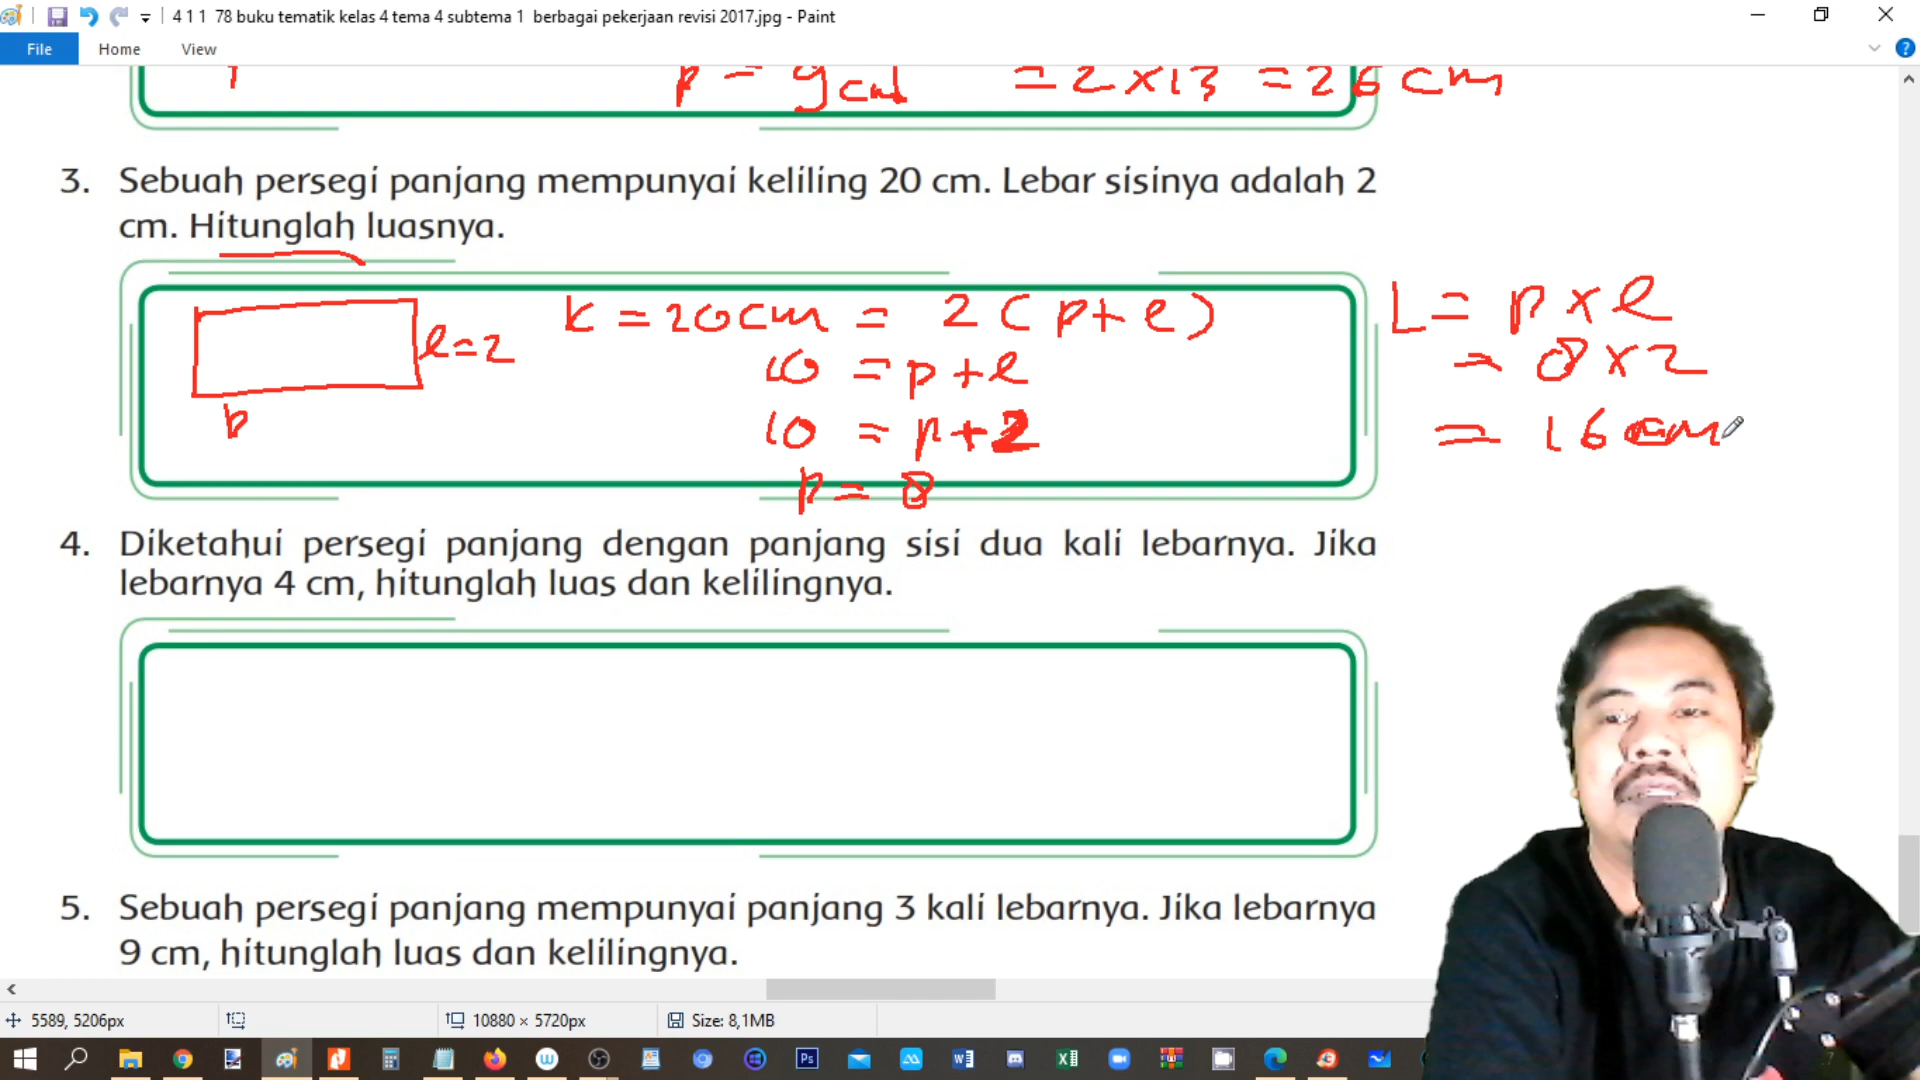 4 1 1 78 buku tematik kelas 4 tema 4 subtema 1 berbagai pekerjaan revisi 2017.jpg - Paint
File Home View
p = 9 cm = 2 x 13 = 26 cm
3. Sebuah persegi panjang mempunyai keliling 20 cm. Lebar sisinya adalah 2
cm. Hitunglah luasnya.
K = 20 cm = 2 ( p + l )
l = 2
10 = p + l
p
10 = p + 2
p = 8
L = p x l
= 8 x 2
= 16 cm
4. Diketahui persegi panjang dengan panjang sisi dua kali lebarnya. Jika
lebarnya 4 cm, hitunglah luas dan kelilingnya.
5. Sebuah persegi panjang mempunyai panjang 3 kali lebarnya. Jika lebarnya
9 cm, hitunglah luas dan kelilingnya.
5589, 5206px 10880 × 5720px Size: 8,1MB